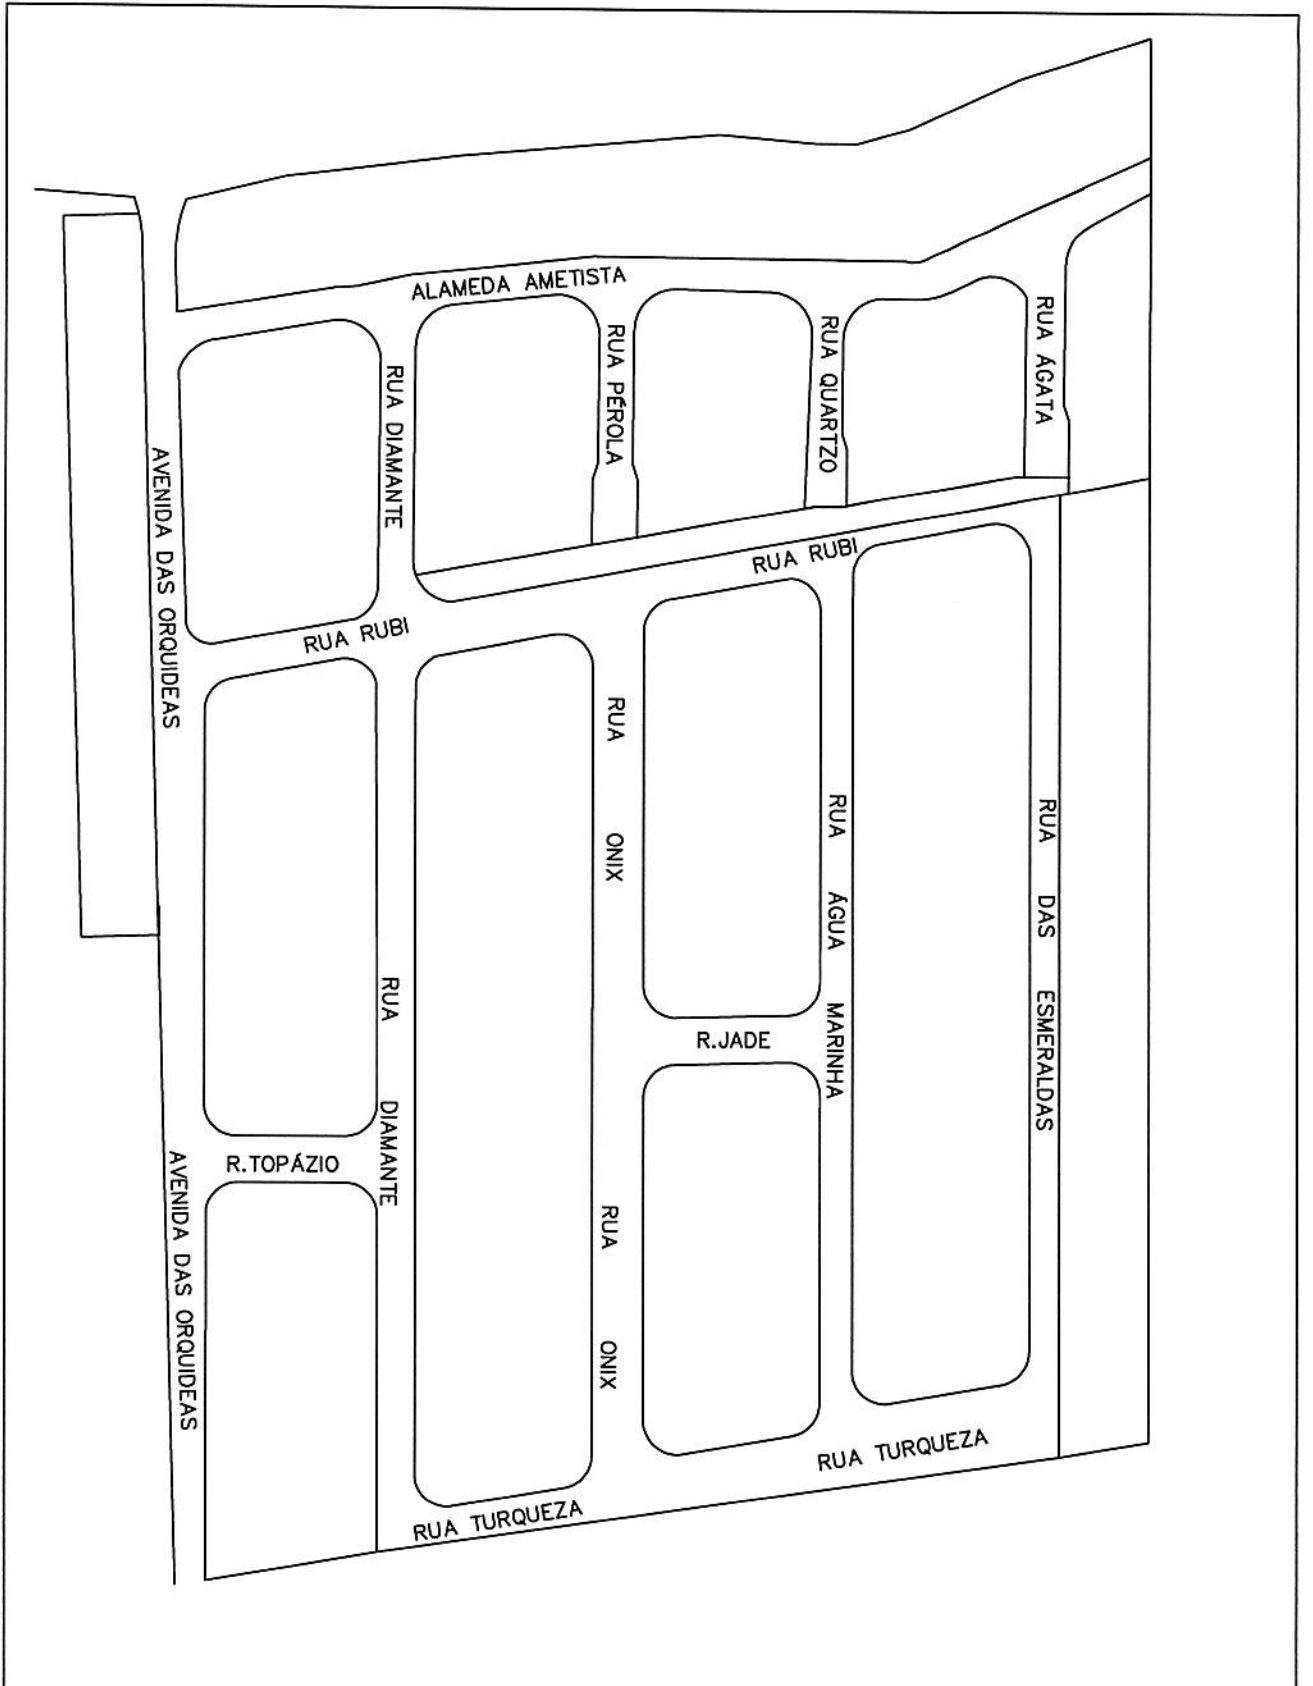 ALAMEDA AMETISTA
RUA DIAMANTE
RUA PÉROLA
RUA QUARTZO
RUA ÁGATA
AVENIDA DAS ORQUIDEAS
RUA RUBI
RUA RUBI
RUA ONIX
RUA ÁGUA MARINHA
RUA DAS ESMERALDAS
RUA DIAMANTE
R.JADE
R.TOPÁZIO
AVENIDA DAS ORQUIDEAS
RUA ONIX
RUA TURQUEZA
RUA TURQUEZA